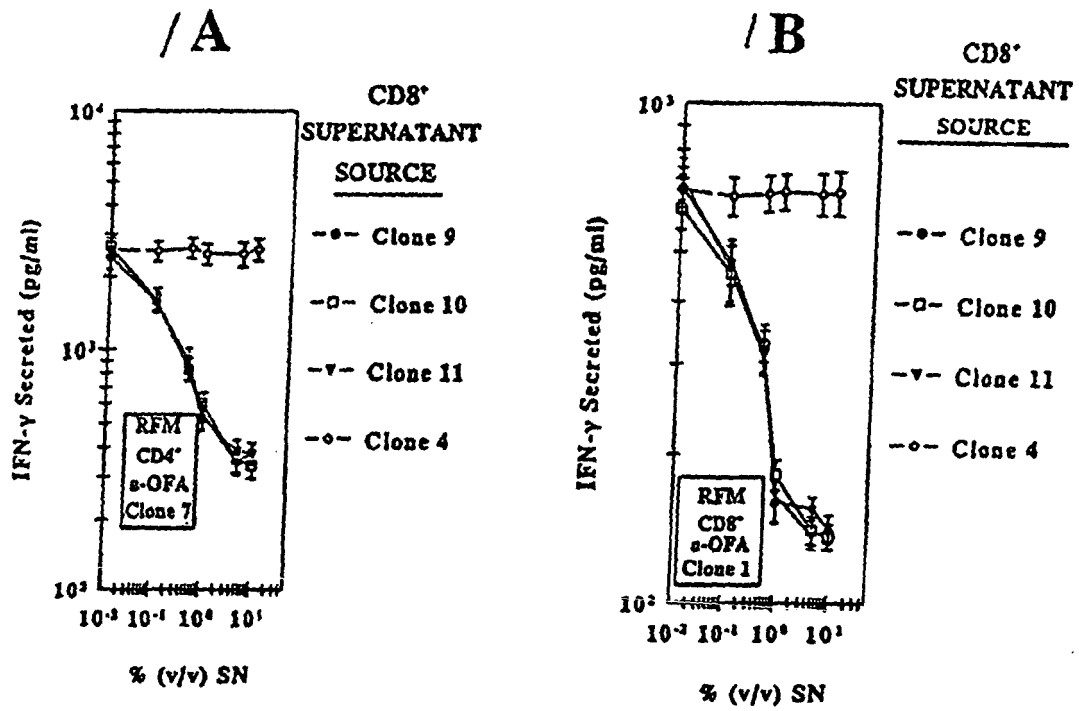 / A
/ B
CD8⁺
SUPERNATANT
SOURCE
CD8⁺
SUPERNATANT
SOURCE
10⁴
10³
10²
IFN-γ Secreted (pg/ml)
Clone 9
Clone 10
Clone 11
Clone 4
RFM
CD4⁺
α-OFA
Clone 7
10⁻² 10⁻¹ 10⁰ 10¹
% (v/v) SN
10³
10²
IFN-γ Secreted (pg/ml)
Clone 9
Clone 10
Clone 11
Clone 4
RFM
CD8⁺
α-OFA
Clone 1
10⁻² 10⁻¹ 10⁰ 10¹
% (v/v) SN